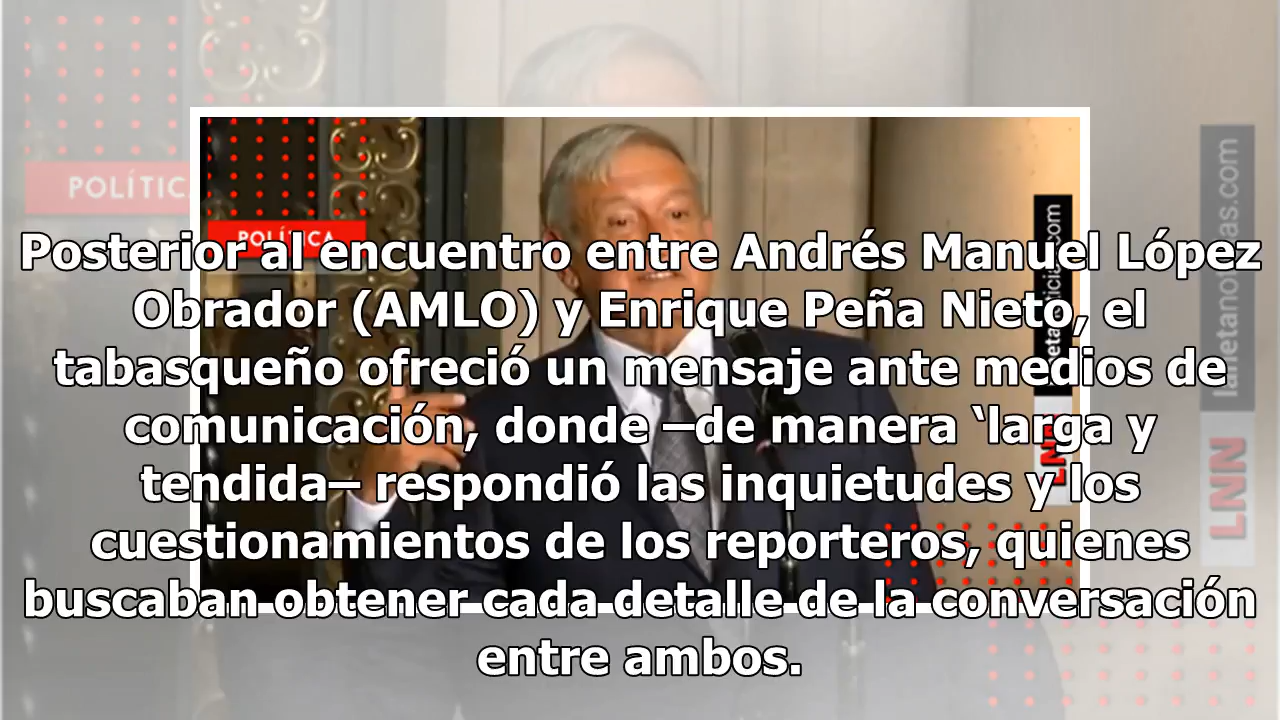 POLÍTICA
Posterior al encuentro entre Andrés Manuel López
Obrador (AMLO) y Enrique Peña Nieto, el
tabasqueño ofreció un mensaje ante medios de
comunicación, donde –de manera ‘larga y
tendida– respondió las inquietudes y los
cuestionamientos de los reporteros, quienes
buscaban obtener cada detalle de la conversación
entre ambos.
LNN